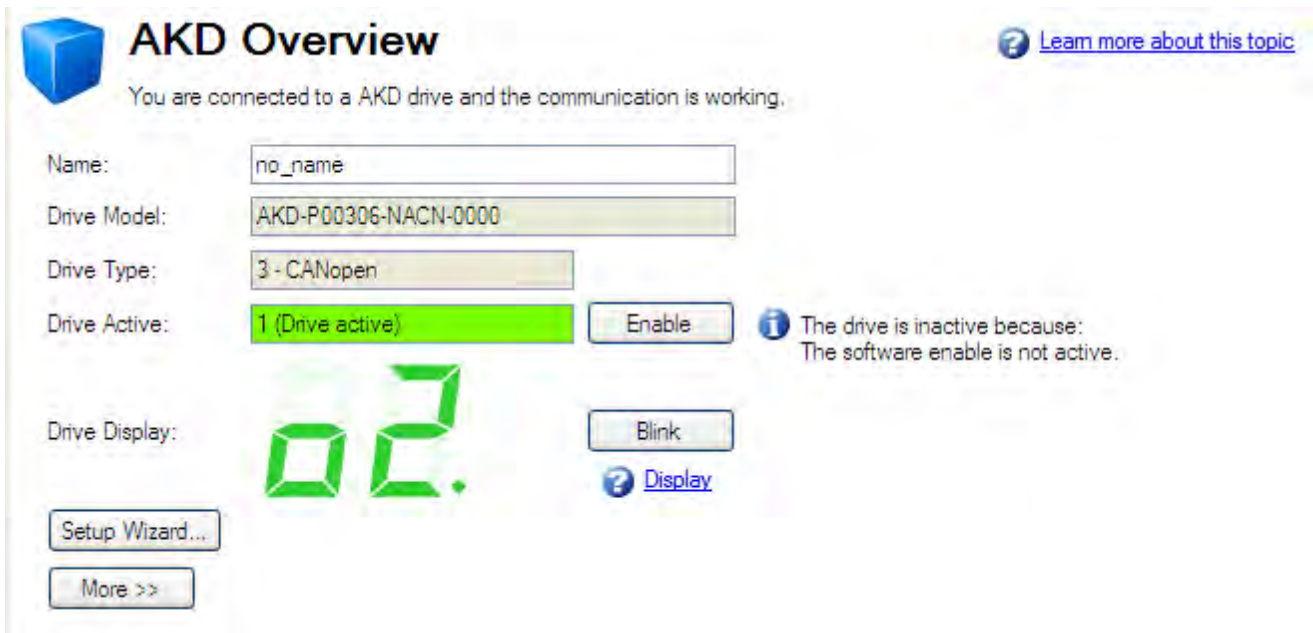 AKD Overview
Learn more about this topic
You are connected to a AKD drive and the communication is working.
Name: no_name
Drive Model: AKD-P00306-NACN-0000
Drive Type: 3 - CANopen
Drive Active: 1 (Drive active) Enable The drive is inactive because:
The software enable is not active.
Drive Display: o2. Blink
Display
Setup Wizard...
More >>